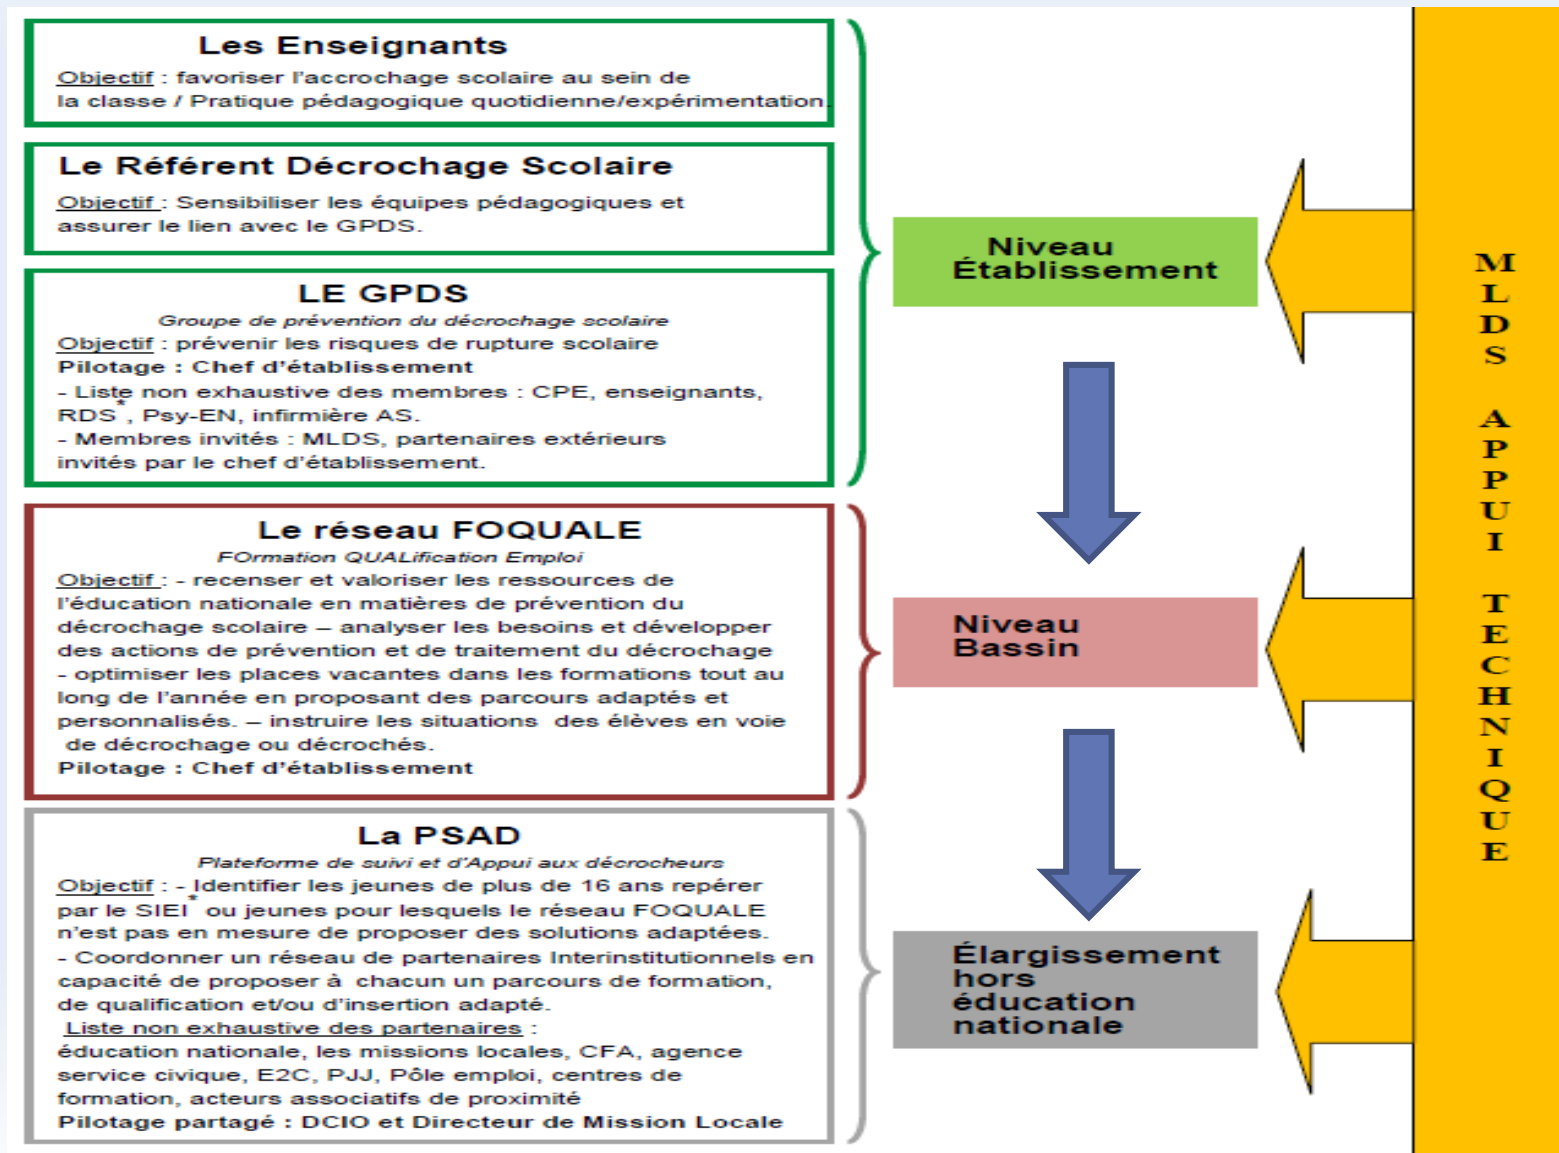 Les Enseignants
Objectif : favoriser l'accrochage scolaire au sein de
la classe / Pratique pédagogique quotidienne/expérimentation.
Le Référent Décrochage Scolaire
Objectif : Sensibiliser les équipes pédagogiques et
assurer le lien avec le GPDS.
LE GPDS
Groupe de prévention du décrochage scolaire
Objectif : prévenir les risques de rupture scolaire
Pilotage : Chef d'établissement
- Liste non exhaustive des membres : CPE, enseignants,
RDS*, Psy-EN, infirmière AS.
- Membres invités : MLDS, partenaires extérieurs
invités par le chef d'établissement.
Niveau
Établissement
Le réseau FOQUALE
FOrmation QUALification Emploi
Objectif : - recenser et valoriser les ressources de
l'éducation nationale en matières de prévention du
décrochage scolaire – analyser les besoins et développer
des actions de prévention et de traitement du décrochage
- optimiser les places vacantes dans les formations tout au
long de l'année en proposant des parcours adaptés et
personnalisés. – instruire les situations des élèves en voie
de décrochage ou décrochés.
Pilotage : Chef d'établissement
Niveau
Bassin
La PSAD
Plateforme de suivi et d'Appui aux décrocheurs
Objectif : - Identifier les jeunes de plus de 16 ans repérer
par le SIEI* ou jeunes pour lesquels le réseau FOQUALE
n'est pas en mesure de proposer des solutions adaptées.
- Coordonner un réseau de partenaires Interinstitutionnels en
capacité de proposer à chacun un parcours de formation,
de qualification et/ou d'insertion adapté.
Liste non exhaustive des partenaires :
éducation nationale, les missions locales, CFA, agence
service civique, E2C, PJJ, Pôle emploi, centres de
formation, acteurs associatifs de proximité
Pilotage partagé : DCIO et Directeur de Mission Locale
Élargissement
hors
éducation
nationale
MLDS APPUI TECHNIQUE